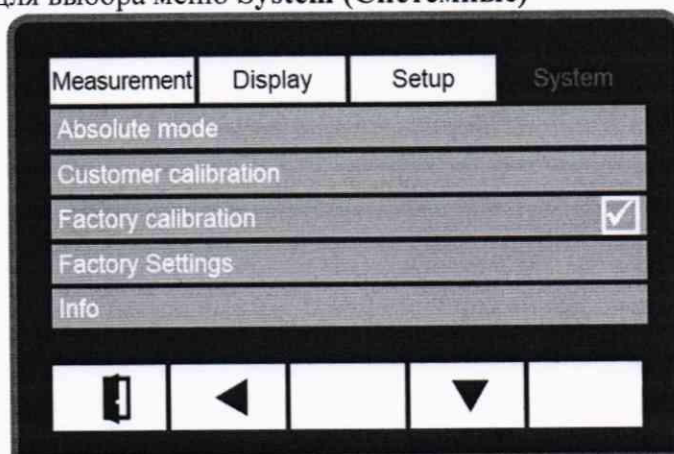 для выбора меню System (Системные)
Measurement Display Setup System
Absolute mode
Customer calibration
Factory calibration
Factory Settings
Info